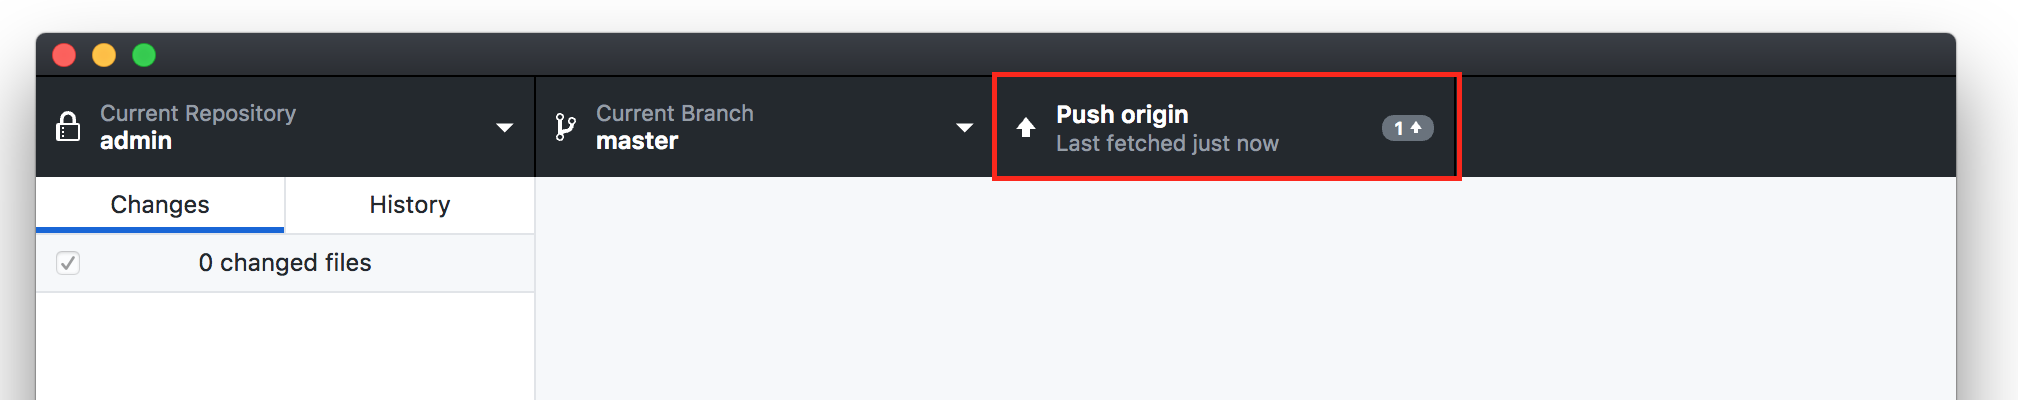 Current Repository
admin
Current Branch
master
Push origin
Last fetched just now
1
Changes
History
0 changed files